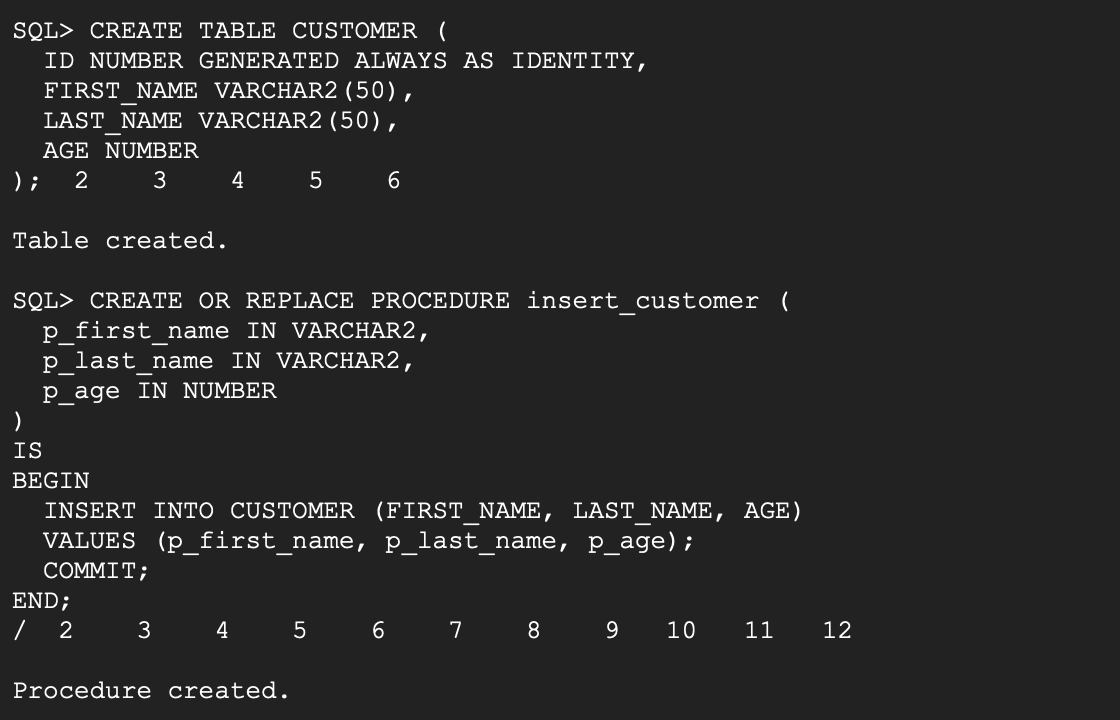 SQL> CREATE TABLE CUSTOMER (
  ID NUMBER GENERATED ALWAYS AS IDENTITY,
  FIRST_NAME VARCHAR2(50),
  LAST_NAME VARCHAR2(50),
  AGE NUMBER
);  2    3    4    5    6
Table created.
SQL> CREATE OR REPLACE PROCEDURE insert_customer (
  p_first_name IN VARCHAR2,
  p_last_name IN VARCHAR2,
  p_age IN NUMBER
)
IS
BEGIN
  INSERT INTO CUSTOMER (FIRST_NAME, LAST_NAME, AGE)
  VALUES (p_first_name, p_last_name, p_age);
  COMMIT;
END;
/  2    3    4    5    6    7    8    9   10   11   12
Procedure created.